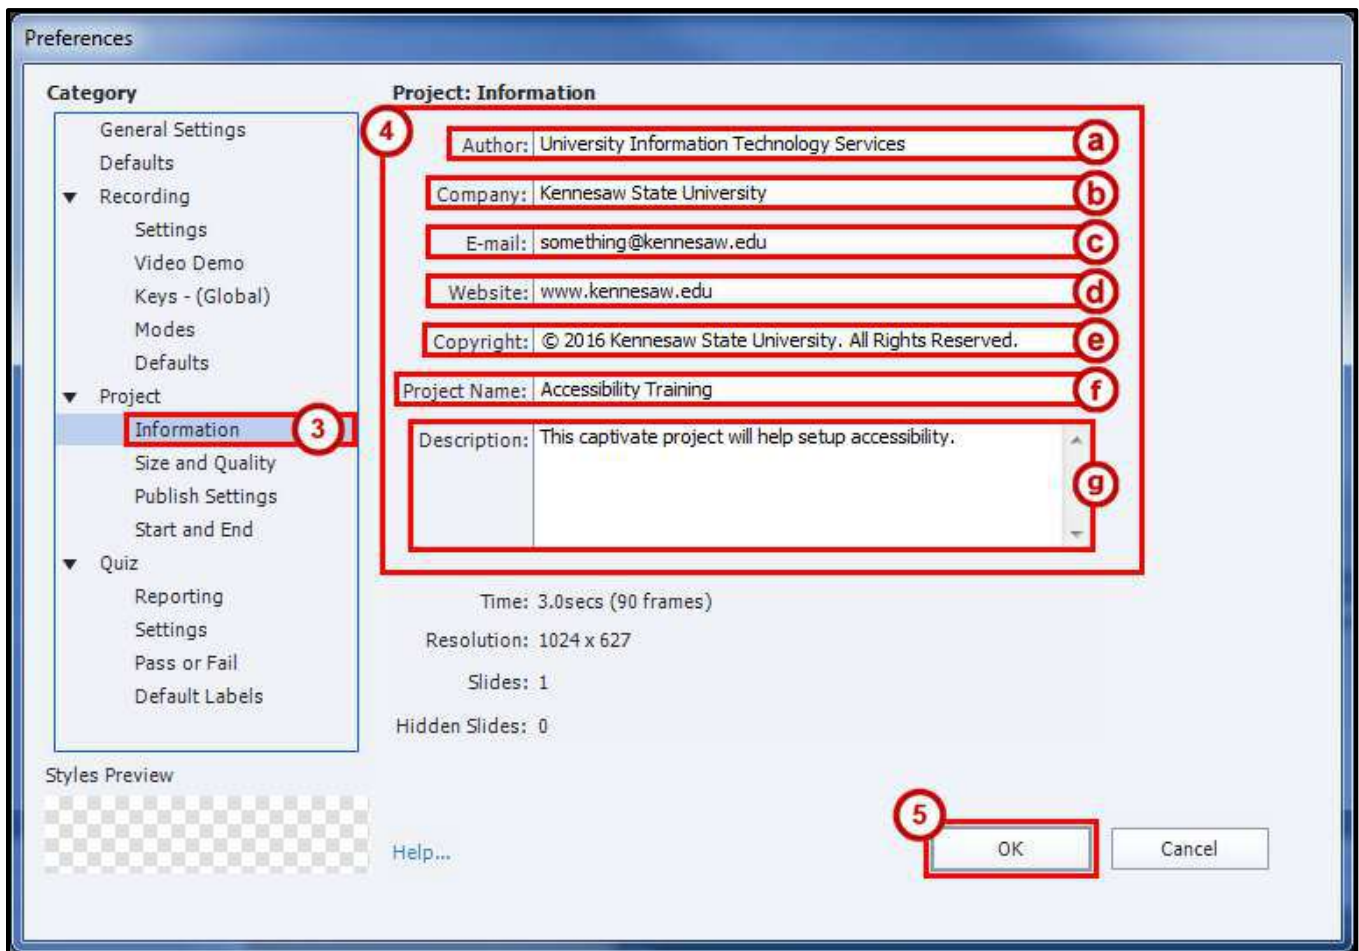 Preferences
Category
General Settings
Defaults
Recording
Settings
Video Demo
Keys - (Global)
Modes
Defaults
Project
Information 3
Size and Quality
Publish Settings
Start and End
Quiz
Reporting
Settings
Pass or Fail
Default Labels
Styles Preview
Project: Information
4
Author: University Information Technology Services a
Company: Kennesaw State University b
E-mail: something@kennesaw.edu c
Website: www.kennesaw.edu d
Copyright: © 2016 Kennesaw State University. All Rights Reserved. e
Project Name: Accessibility Training f
Description: This captivate project will help setup accessibility.
g
Time: 3.0secs (90 frames)
Resolution: 1024 x 627
Slides: 1
Hidden Slides: 0
Help...
5
OK Cancel